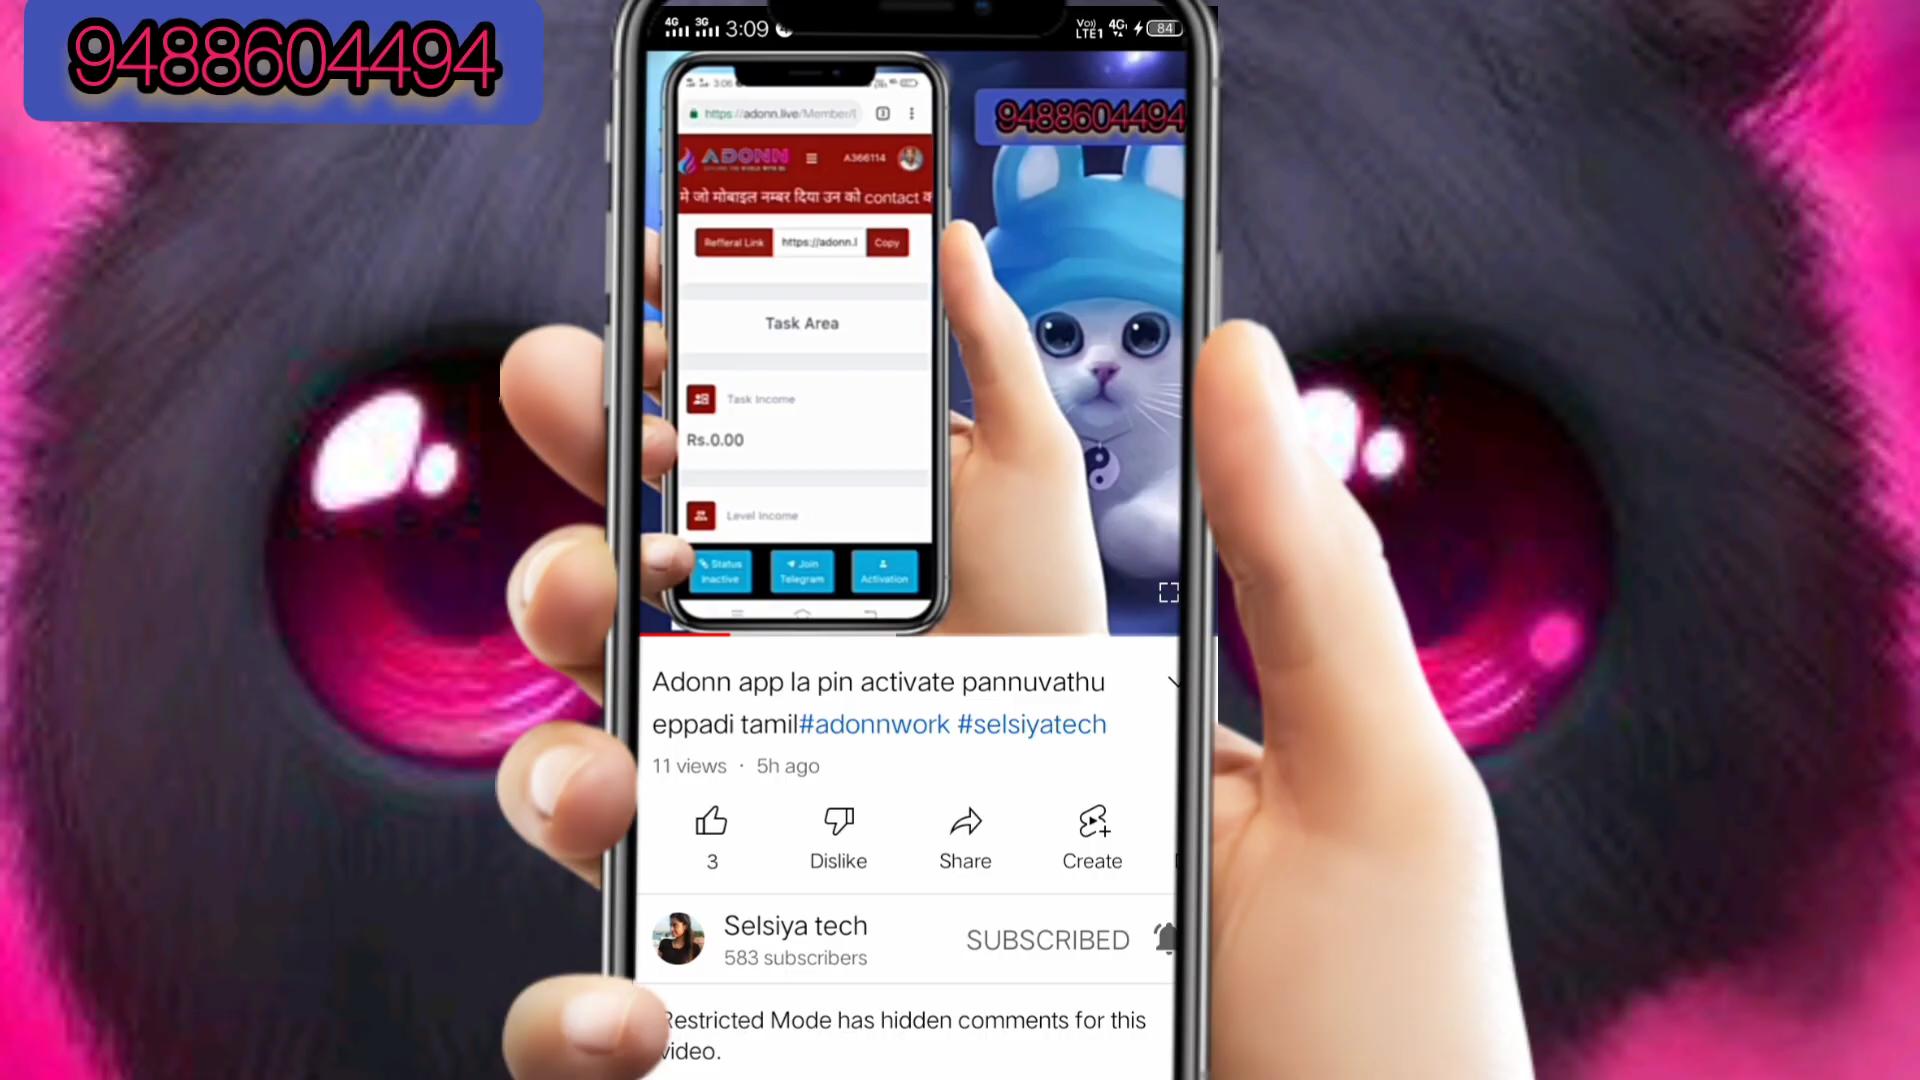 9488604494
4G 3G 3:09
Vo) LTE1 4G 84
https://adonn.live/Member/
ADONN
A366114
में जो मोबाइल नम्बर दिया उन को contact
Refferal Link https://adonn.l Copy
Task Area
Task Income
Rs.0.00
Level Income
Status Inactive
Join Telegram
Activation
9488604494
Adonn app la pin activate pannuvathu
eppadi tamil#adonnwork #selsiyatech
11 views · 5h ago
3 Dislike Share Create
Selsiya tech
583 subscribers
SUBSCRIBED
Restricted Mode has hidden comments for this
video.